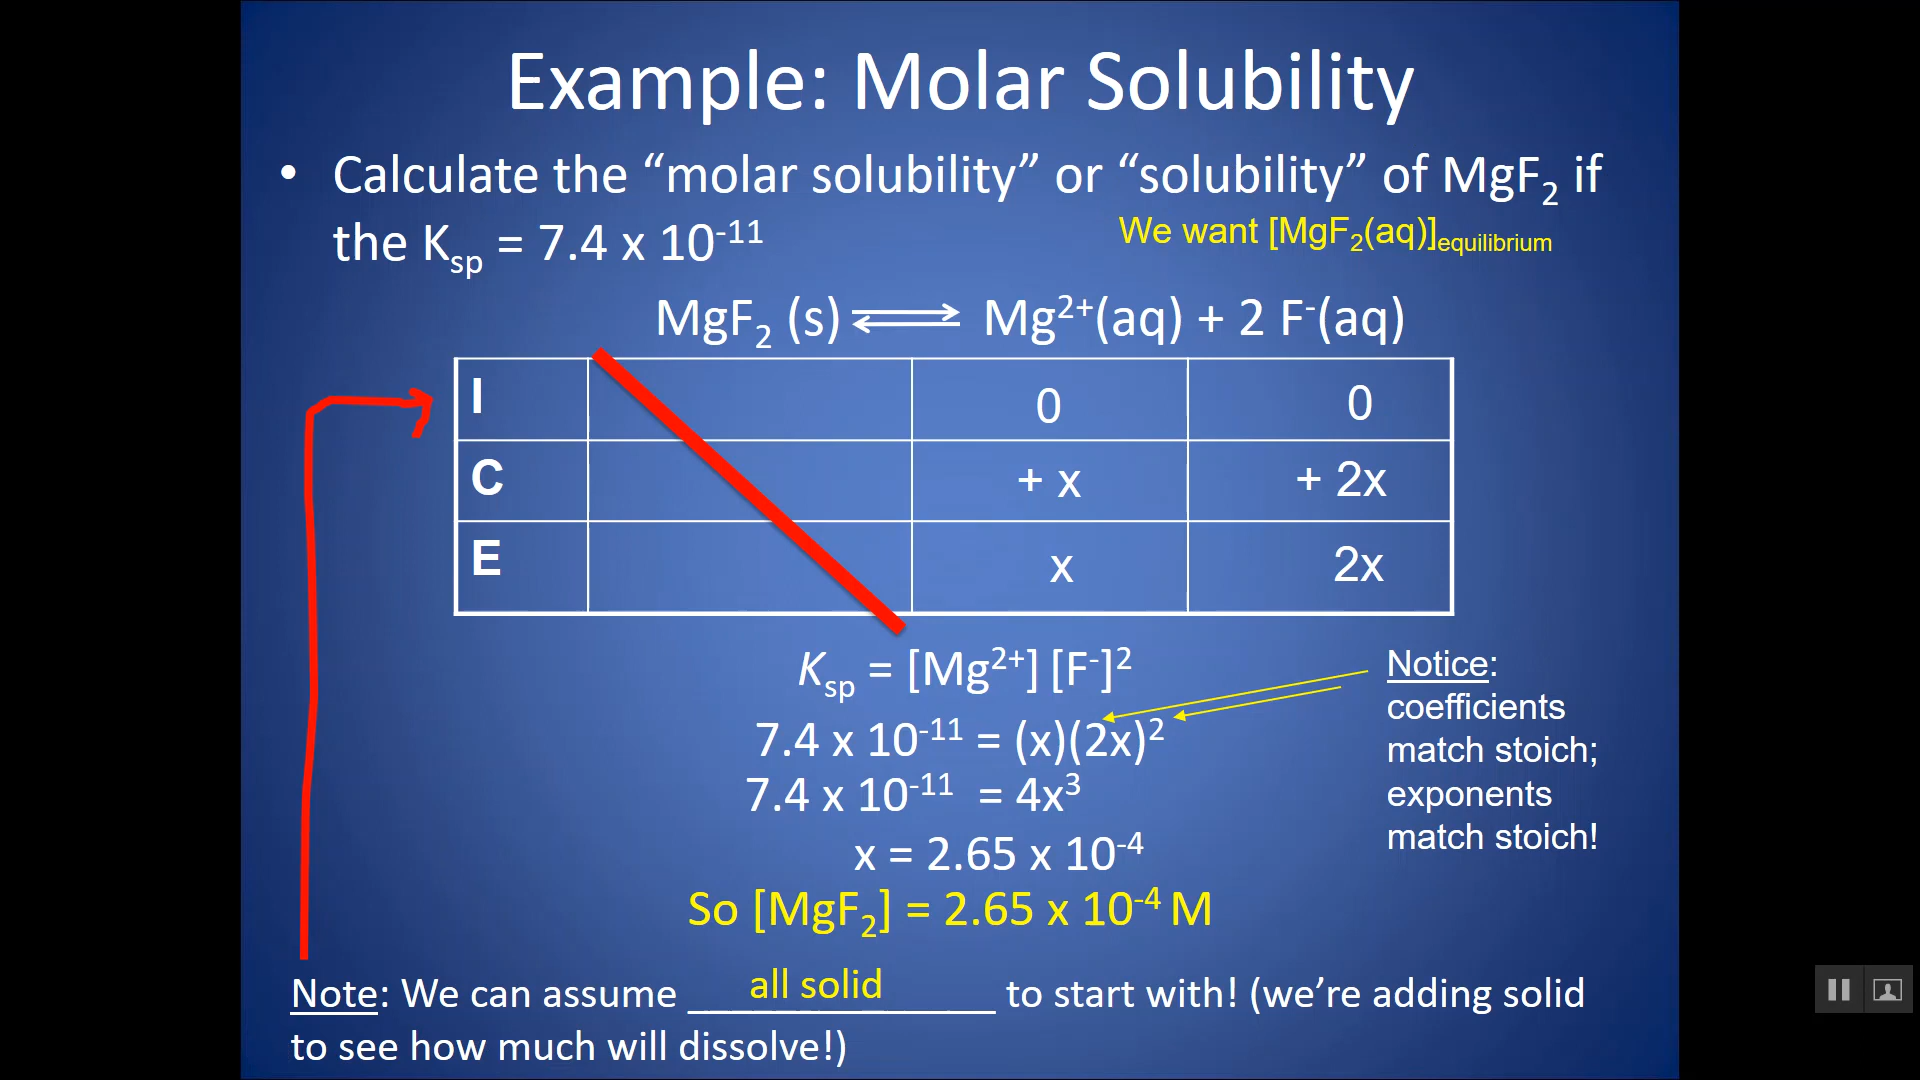 Example: Molar Solubility
• Calculate the “molar solubility” or “solubility” of MgF₂ if
the Kₛₚ = 7.4 x 10⁻¹¹
We want [MgF₂(aq)]equilibrium
MgF₂ (s) ⇌ Mg²⁺(aq) + 2 F⁻(aq)
I 0 0
C + x + 2x
E x 2x
Kₛₚ = [Mg²⁺] [F⁻]²
7.4 x 10⁻¹¹ = (x)(2x)²
7.4 x 10⁻¹¹ = 4x³
x = 2.65 x 10⁻⁴
So [MgF₂] = 2.65 x 10⁻⁴ M
Notice:
coefficients
match stoich;
exponents
match stoich!
Note: We can assume all solid to start with! (we’re adding solid
to see how much will dissolve!)